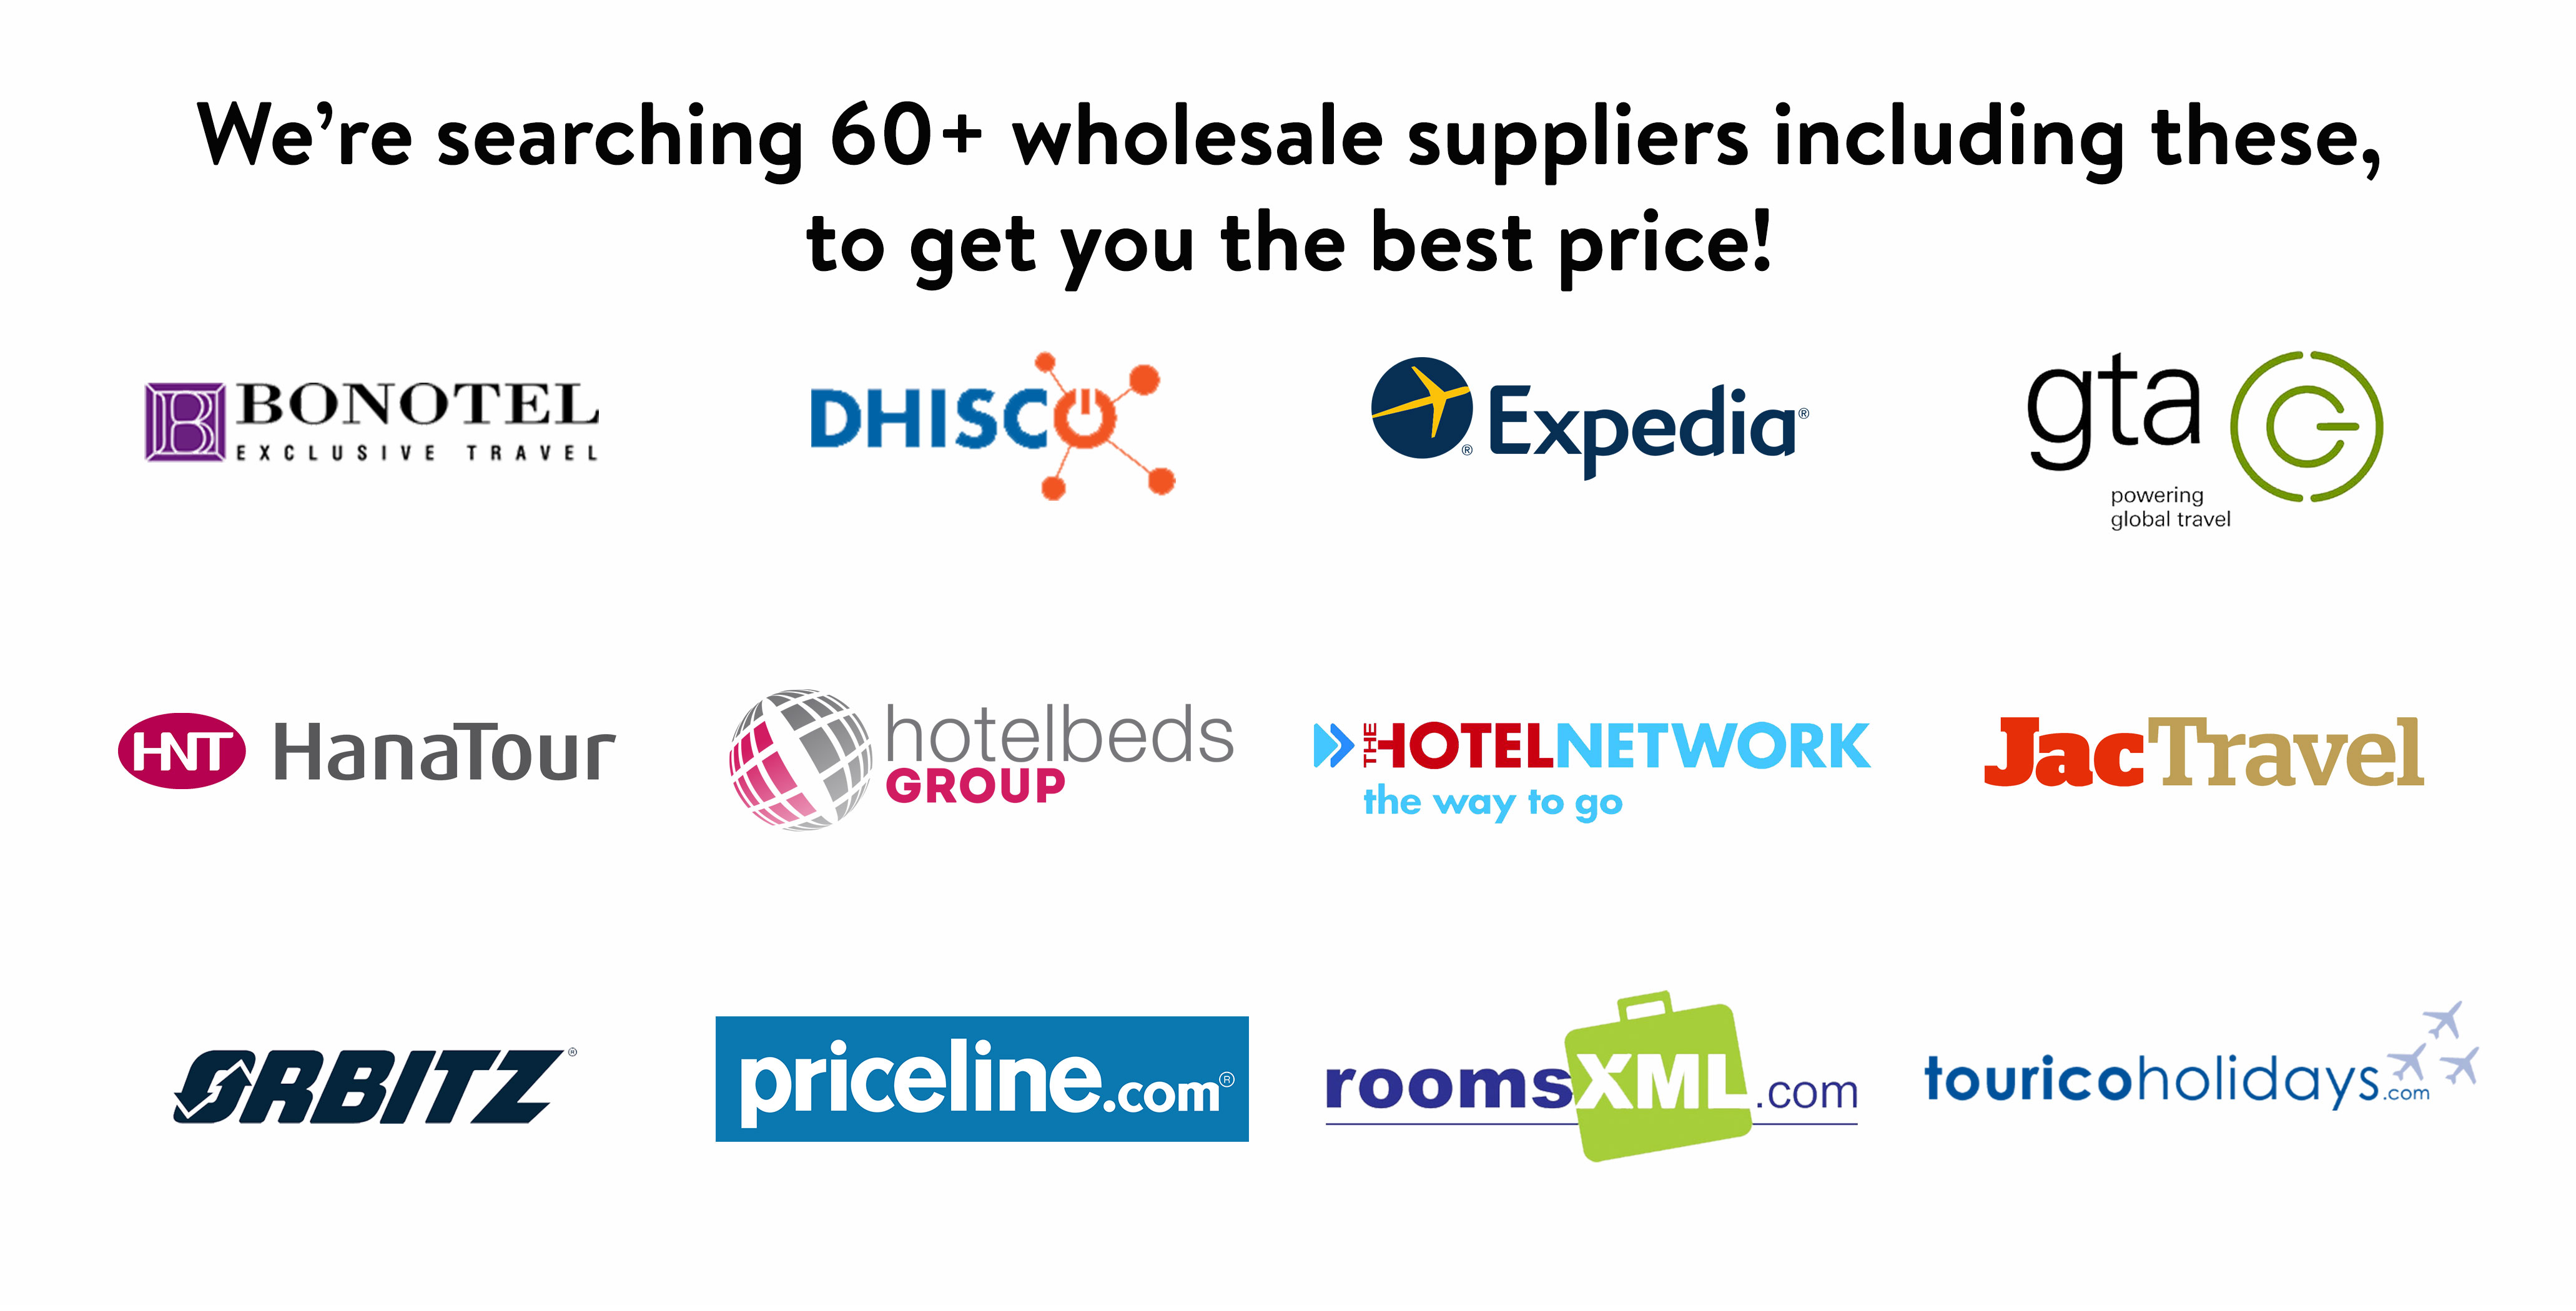 We're searching 60+ wholesale suppliers including these,
to get you the best price!
B BONOTEL
EXCLUSIVE TRAVEL
DHISCO
Expedia®
®
gta
powering
global travel
HNT HanaTour
hotelbeds
GROUP
THE HOTELNETWORK
the way to go
JacTravel
ORBITZ®
priceline.com®
roomsXML.com
touricoholidays.com